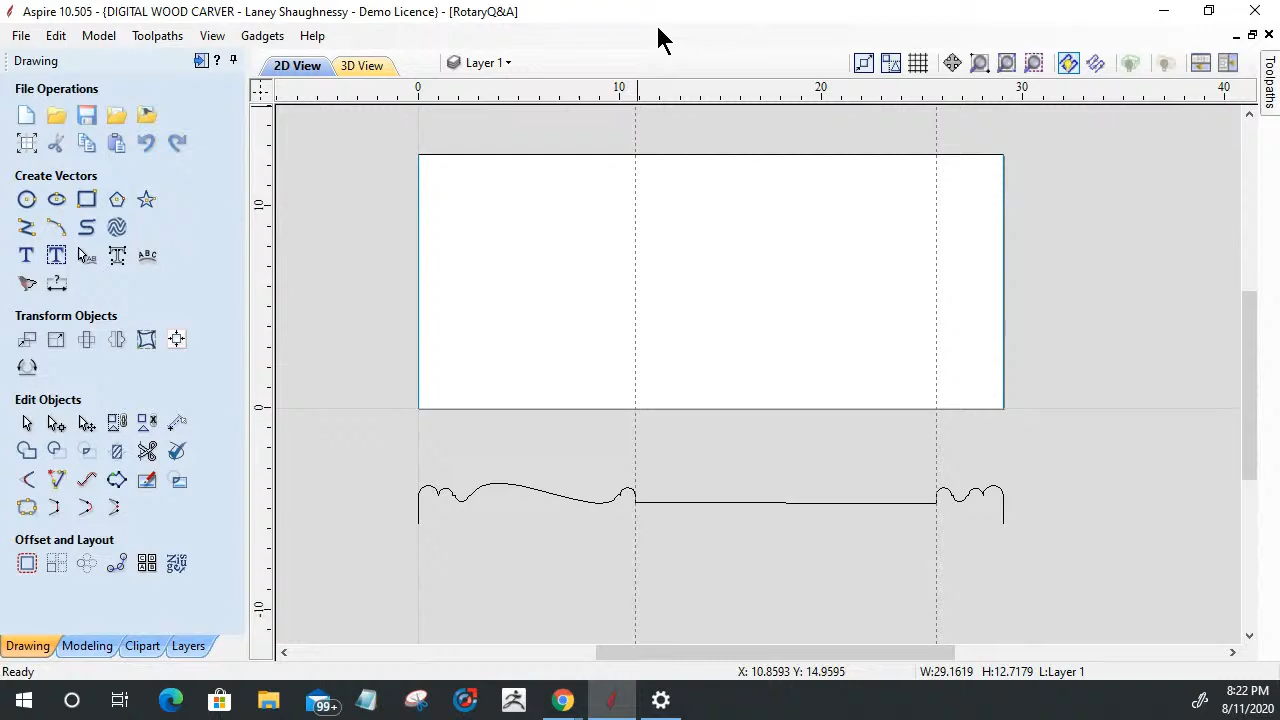 Aspire 10.505 - {DIGITAL WOOD CARVER - Laney Shaughnessy - Demo Licence} - [RotaryQ&A]
File Edit Model Toolpaths View Gadgets Help
Drawing
2D View 3D View Layer 1
Toolpaths
File Operations
0 10 20 30 40
Create Vectors
10
Transform Objects
Edit Objects
0
Offset and Layout
-10
Drawing Modeling Clipart Layers
Ready X: 10.8593 Y: 14.9595 W:29.1619 H:12.7179 L:Layer 1
99+
8:22 PM
8/11/2020